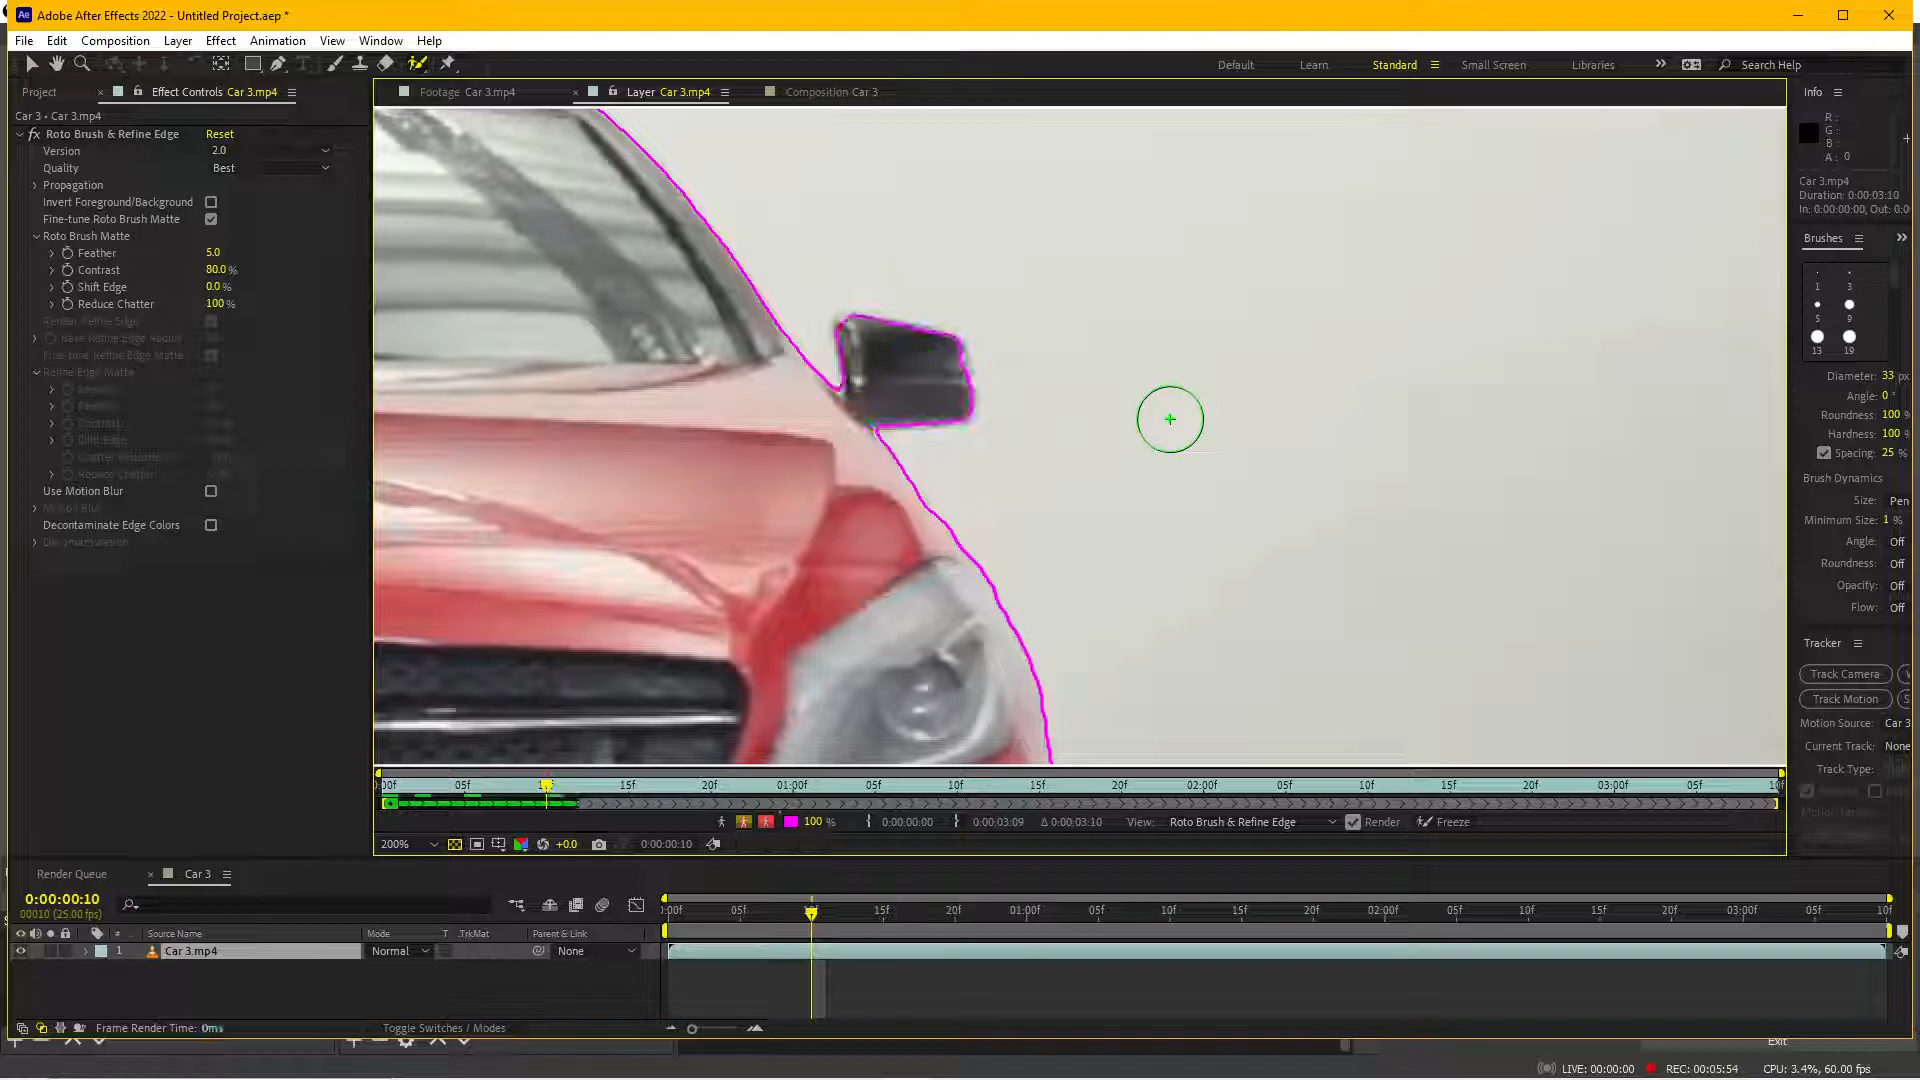 Adobe After Effects 2022 - Untitled Project.aep *
File Edit Composition Layer Effect Animation View Window Help
Default Learn Standard Small Screen Libraries Search Help
Project Effect Controls Car 3.mp4
Footage Car 3.mp4 Layer Car 3.mp4 Composition Car 3
Info
Car 3 • Car 3.mp4
fx Roto Brush & Refine Edge Reset
Version 2.0
Quality Best
Propagation
Invert Foreground/Background
Fine-tune Roto Brush Matte
Roto Brush Matte
Feather 5.0
Contrast 80.0 %
Shift Edge 0.0 %
Reduce Chatter 100 %
Render Refine Edge
Base Refine Edge Radius
Fine-tune Refine Edge Matte
Refine Edge Matte
Feather
Contrast
Shift Edge
Reduce Chatter
Use Motion Blur
Motion Blur
Decontaminate Edge Colors
Decontamination
R :
G :
B :
A : 0
Car 3.mp4
Duration: 0:00:03:10
In: 0:00:00:00, Out: 0:0
Brushes
1 3
5 9
13 19
Diameter: 33 px
Angle: 0 °
Roundness: 100 %
Hardness: 100 %
Spacing: 25 %
Brush Dynamics
Size: Pen
Minimum Size: 1 %
Angle: Off
Roundness: Off
Opacity: Off
Flow: Off
Tracker
Track Camera
Track Motion S
Motion Source: Car 3
Current Track: None
Track Type:
):00f 05f 10f 15f 20f 01:00f 05f 10f 15f 20f 02:00f 05f 10f 15f 20f 03:00f 05f 10f
100 % 0:00:00:00 0:00:03:09 Δ 0:00:03:10 View: Roto Brush & Refine Edge Render Freeze
200% +0.0 0:00:00:10
Render Queue Car 3
0:00:00:10
00010 (25.00 fps)
):00f 05f 10f 15f 20f 01:00f 05f 10f 15f 20f 02:00f 05f 10f 15f 20f 03:00f 05f 10f
# Source Name Mode T .TrkMat Parent & Link
1 Car 3.mp4 Normal None
Frame Render Time: 0ms Toggle Switches / Modes
Exit
LIVE: 00:00:00 REC: 00:05:54 CPU: 3.4%, 60.00 fps